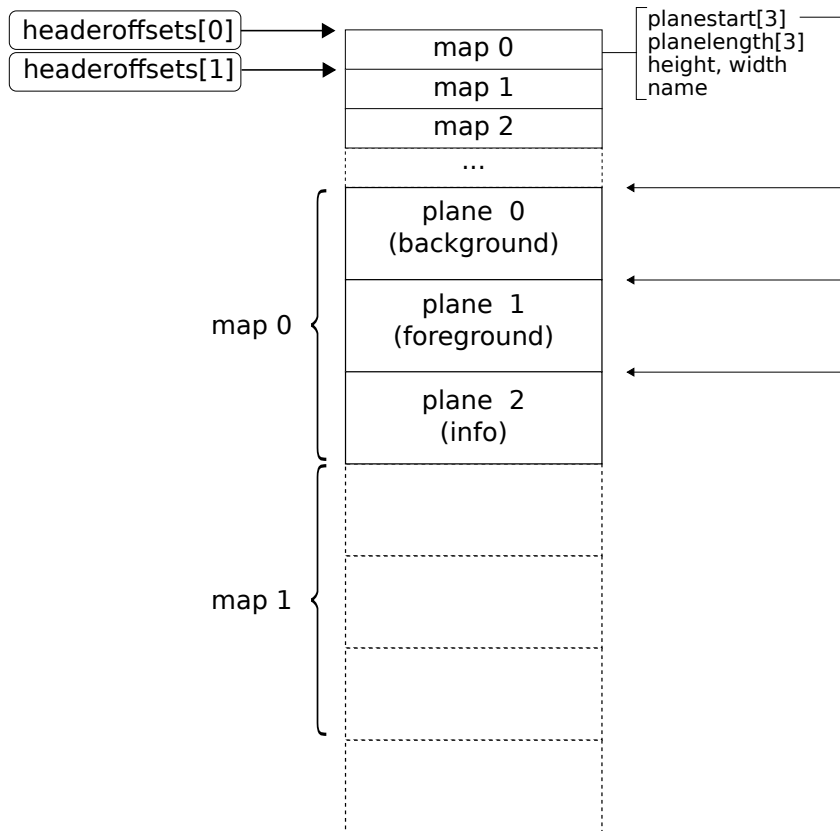 headeroffsets[0]
headeroffsets[1]
map 0
map 1
map 2
...
planestart[3]
planelength[3]
height, width
name
map 0
plane 0
(background)
plane 1
(foreground)
plane 2
(info)
map 1